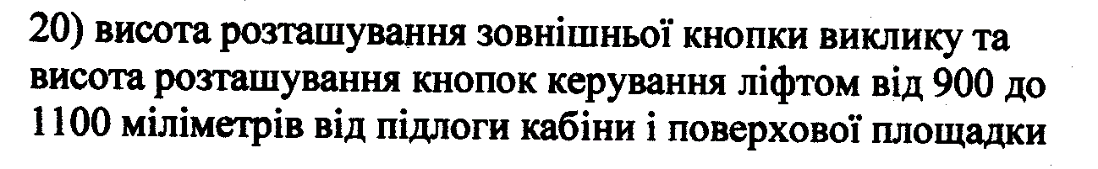 20) висота розташування зовнішньої кнопки виклику та
висота розташування кнопок керування ліфтом від 900 до
1100 міліметрів від підлоги кабіни і поверхової площадки